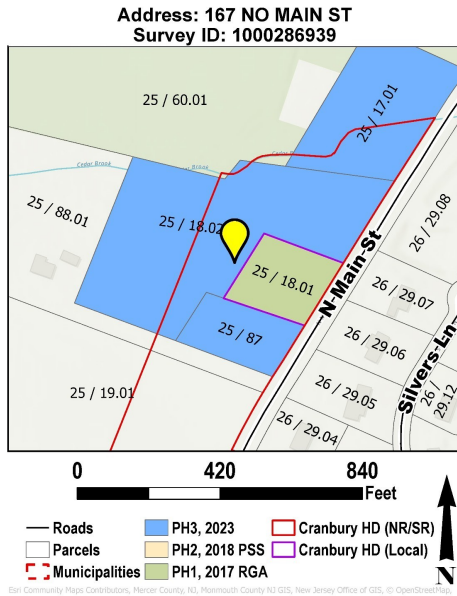 Address: 167 NO MAIN ST
Survey ID: 1000286939
25 / 60.01
25 / 17.01
Cedar Brook
25 / 88.01
25 / 18.02
26 / 29.08
25 / 18.01
N Main St
26 / 29.07
25 / 87
26 / 29.06
Silvers Ln
25 / 19.01
26 / 29.05
26 /
29.12
26 / 29.04
0 420 840
Feet
Roads PH3, 2023 Cranbury HD (NR/SR)
Parcels PH2, 2018 PSS Cranbury HD (Local)
Municipalities PH1, 2017 RGA
N
Esri Community Maps Contributors, Mercer County, NJ, Monmouth County NJ GIS, New Jersey Office of GIS, © OpenStreetMap,